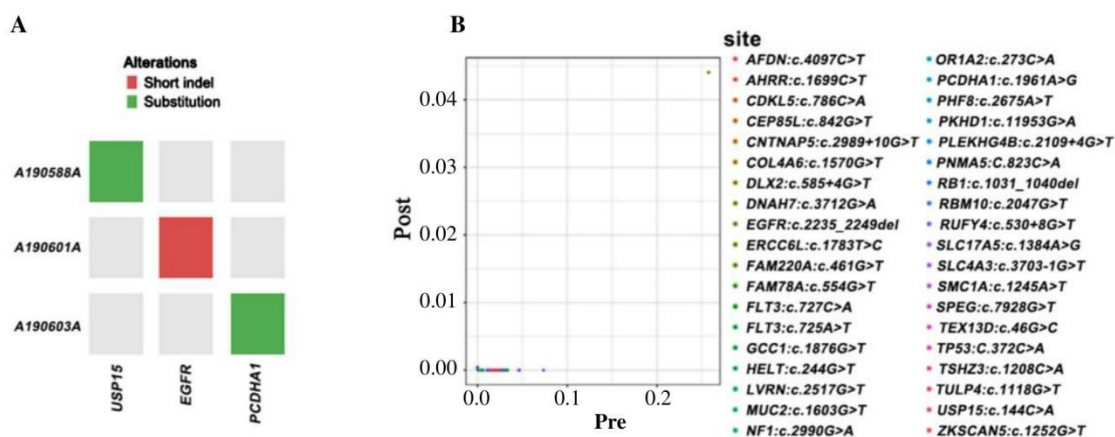 A
Alterations
Short indel
Substitution
A190588A
A190601A
A190603A
USP15
EGFR
PCDHA1
B
Post
0.04
0.03
0.02
0.01
0.00
0.0
0.1
0.2
Pre
site
AFDN:c.4097C>T
AHRR:c.1699C>T
CDKL5:c.786C>A
CEP85L:c.842G>T
CNTNAP5:c.2989+10G>T
COL4A6:c.1570G>T
DLX2:c.585+4G>T
DNAH7:c.3712G>A
EGFR:c.2235_2249del
ERCC6L:c.1783T>C
FAM220A:c.461G>T
FAM78A:c.554G>T
FLT3:c.727C>A
FLT3:c.725A>T
GCC1:c.1876G>T
HELT:c.244G>T
LVRN:c.2517G>T
MUC2:c.1603G>T
NF1:c.2990G>A
OR1A2:c.273C>A
PCDHA1:c.1961A>G
PHF8:c.2675A>T
PKHD1:c.11953G>A
PLEKHG4B:c.2109+4G>T
PNMA5:C.823C>A
RB1:c.1031_1040del
RBM10:c.2047G>T
RUFY4:c.530+8G>T
SLC17A5:c.1384A>G
SLC4A3:c.3703-1G>T
SMC1A:c.1245A>T
SPEG:c.7928G>T
TEX13D:c.46G>C
TP53:C.372C>A
TSHZ3:c.1208C>A
TULP4:c.1118G>T
USP15:c.144C>A
ZKSCAN5:c.1252G>T